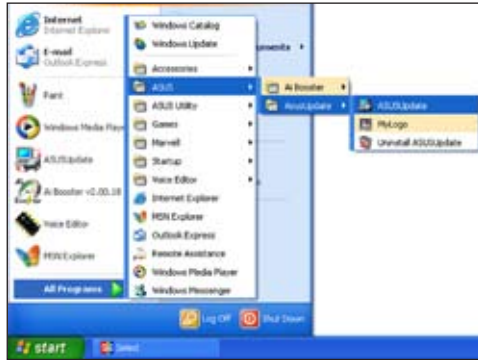 Internet
Internet Explorer
E-mail
Outlook Express
Paint
Windows Media Player
ASUSUpdate
Ai Booster v2.00.18
Voice Editor
MSN Explorer
All Programs
Windows Catalog
Windows Update
Accessories
ASUS
ASUS Utility
Games
Marvell
Startup
Voice Editor
Internet Explorer
MSN Explorer
Outlook Express
Remote Assistance
Windows Media Player
Windows Messenger
uments
Ai Booster
AsusUpdate
ASUSUpdate
MyLogo
Uninstall ASUSUpdate
Log Off
Shut Down
start